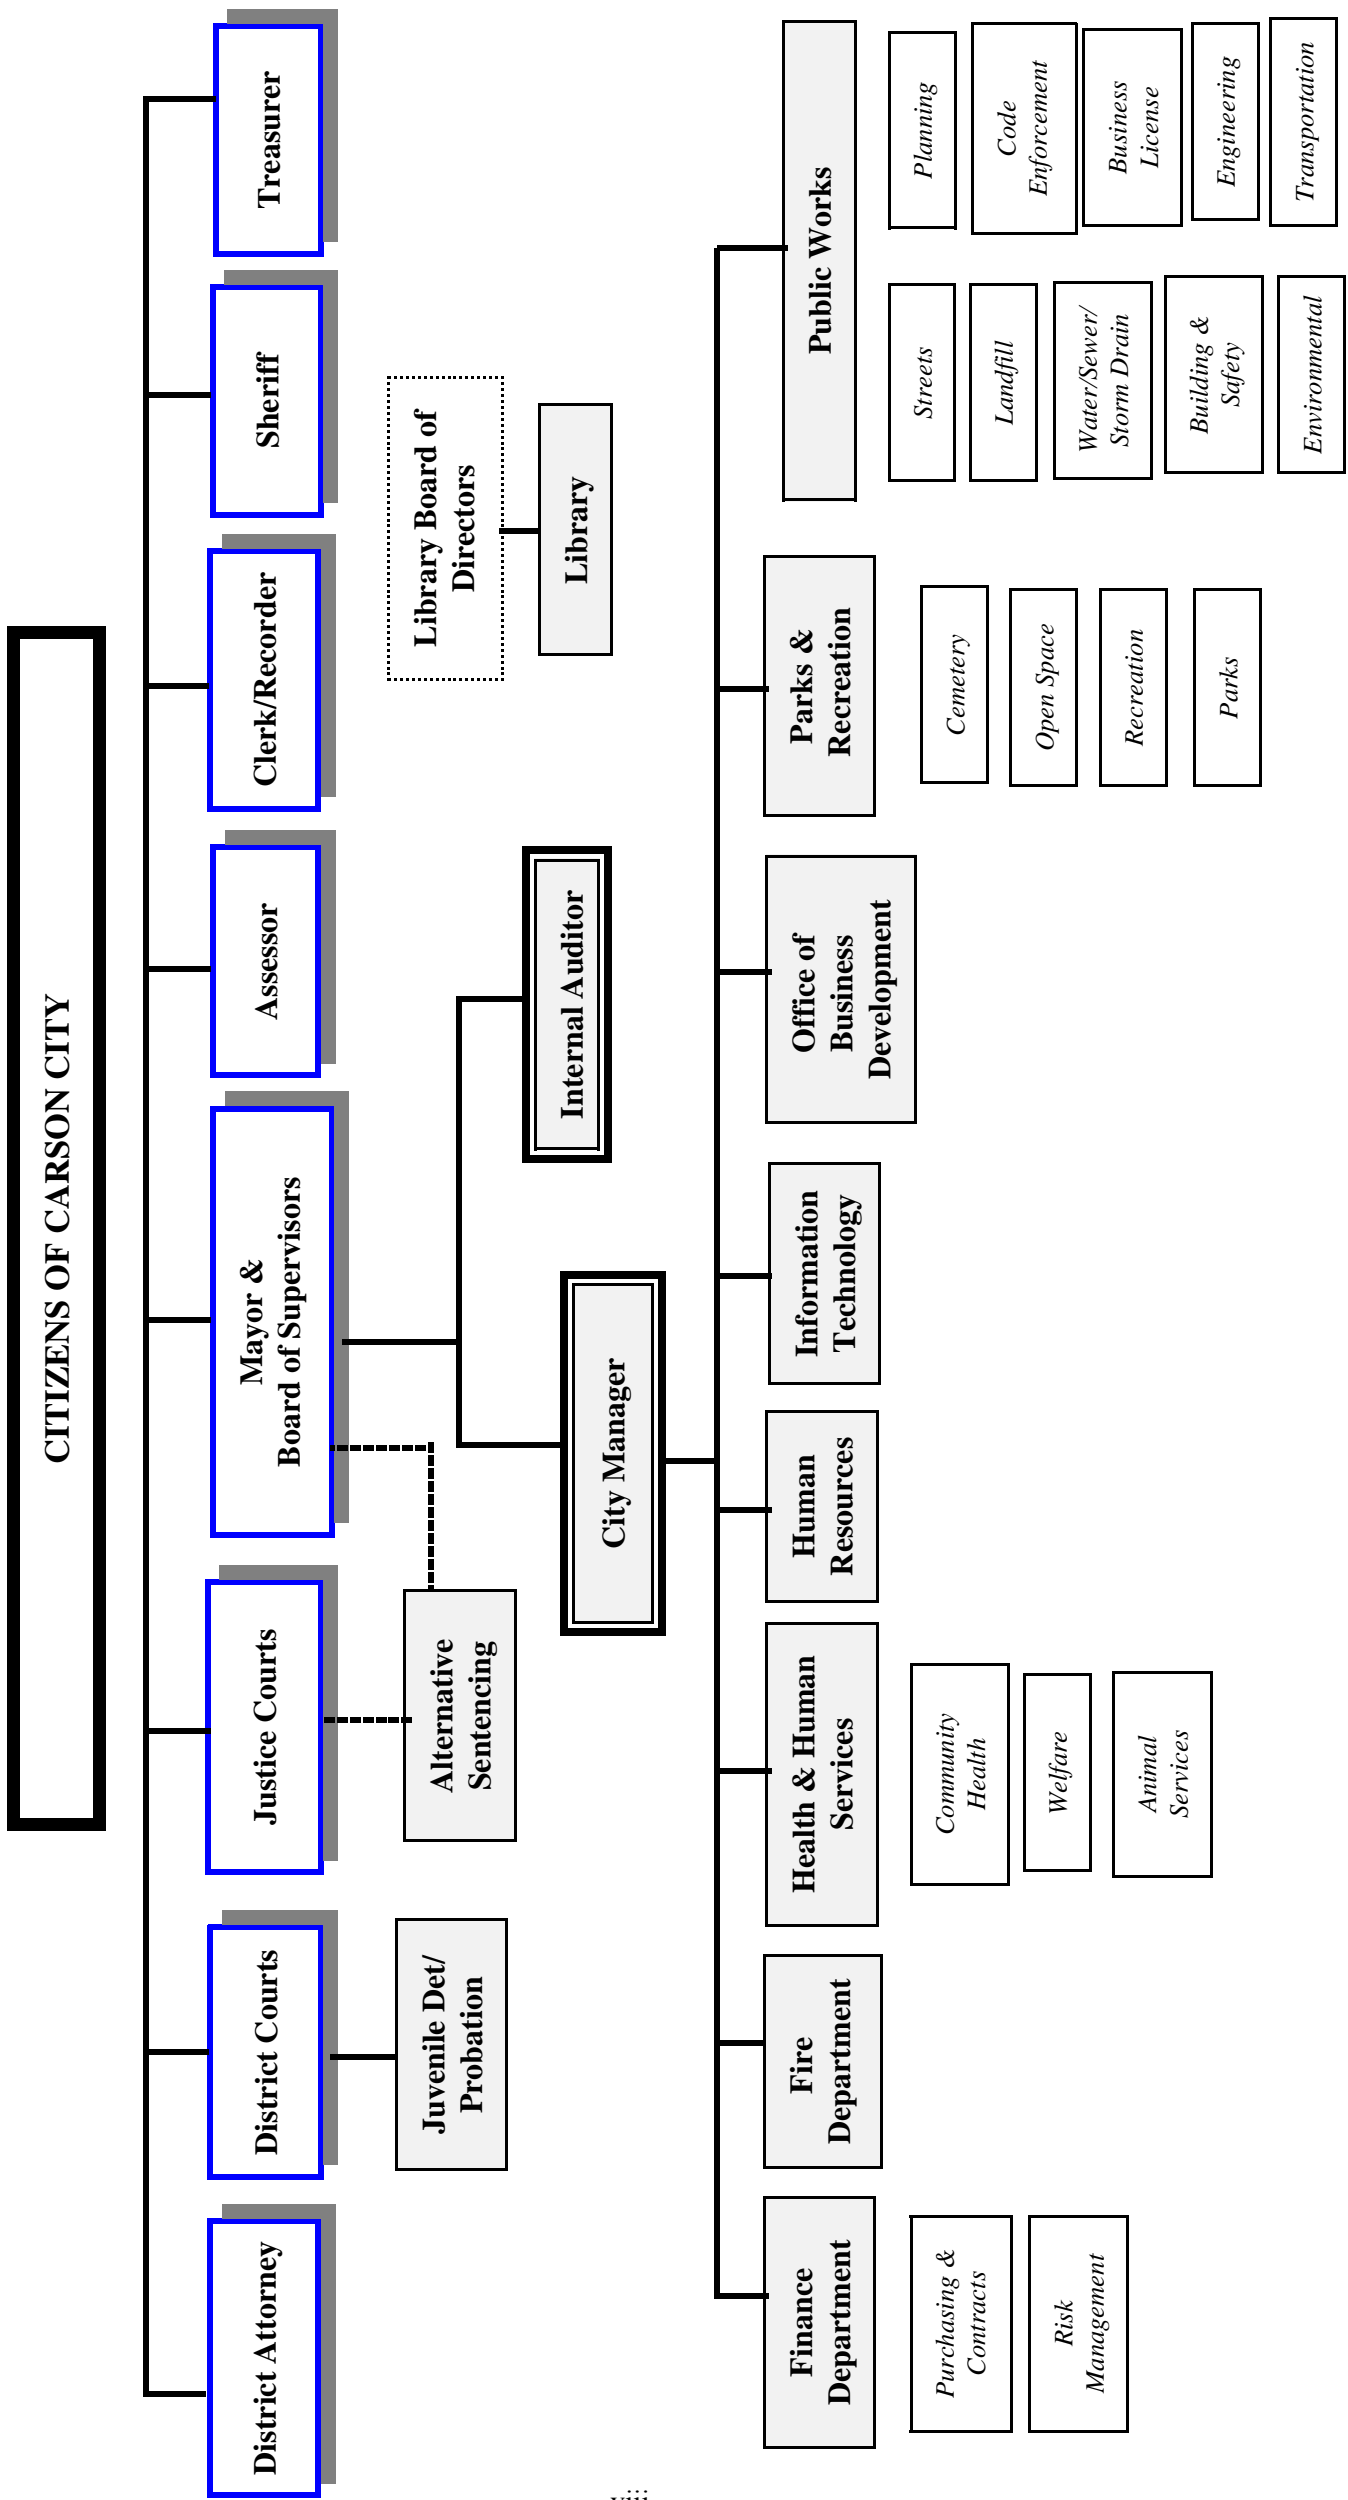 CITIZENS OF CARSON CITY
District Attorney
District Courts
Justice Courts
Mayor &
Board of Supervisors
Assessor
Clerk/Recorder
Sheriff
Treasurer
Juvenile Det/
Probation
Alternative
Sentencing
Library Board of
Directors
City Manager
Internal Auditor
Library
Finance
Department
Fire
Department
Health & Human
Services
Human
Resources
Information
Technology
Office of
Business
Development
Parks &
Recreation
Public Works
Purchasing &
Contracts
Risk
Management
Community
Health
Welfare
Animal
Services
Cemetery
Open Space
Recreation
Parks
Streets
Landfill
Water/Sewer/
Storm Drain
Building &
Safety
Environmental
Planning
Code
Enforcement
Business
License
Engineering
Transportation
viii